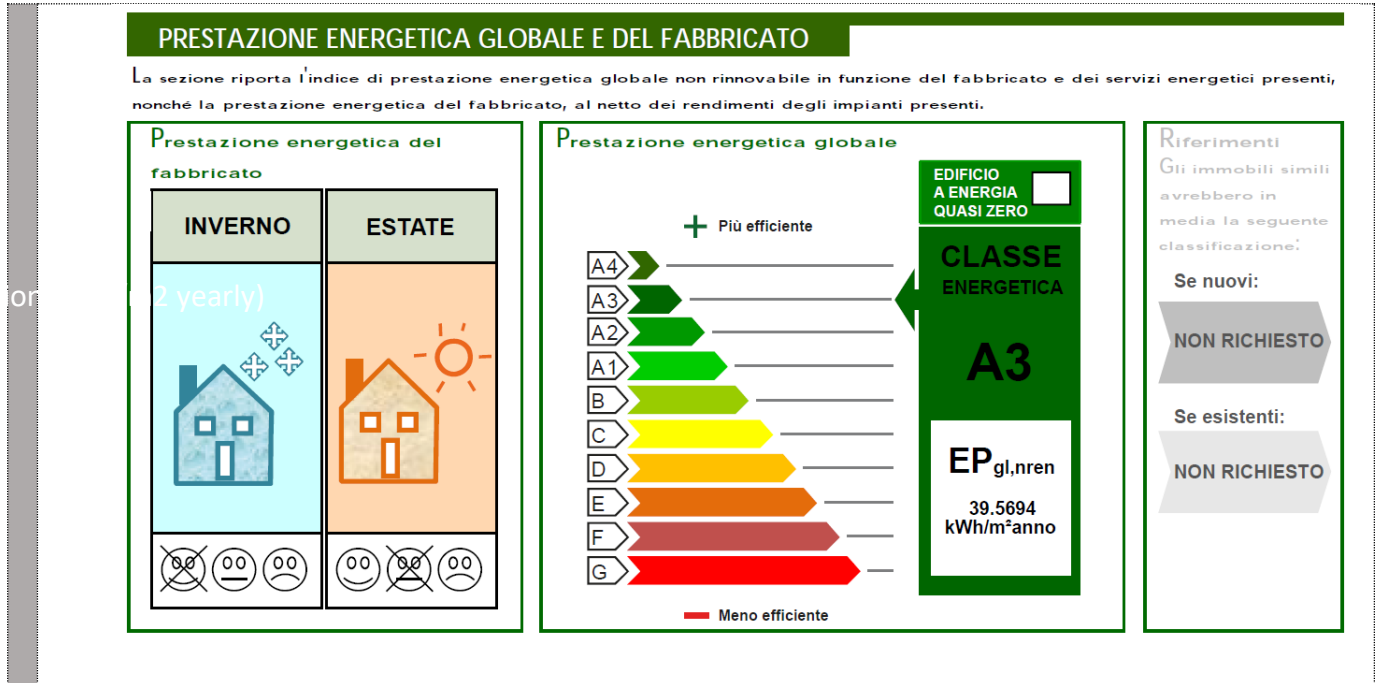 PRESTAZIONE ENERGETICA GLOBALE E DEL FABBRICATO
La sezione riporta l'indice di prestazione energetica globale non rinnovabile in funzione del fabbricato e dei servizi energetici presenti,
nonché la prestazione energetica del fabbricato, al netto dei rendimenti degli impianti presenti.
Prestazione energetica del
fabbricato
INVERNO
ESTATE
yearly)
Prestazione energetica globale
Più efficiente
A4
A3
A2
A1
B
C
D
E
F
G
Meno efficiente
EDIFICIO
A ENERGIA
QUASI ZERO
CLASSE
ENERGETICA
A3
EPgl,nren
39.5694
kWh/m²anno
Riferimenti
Gli immobili simili
avrebbero in
media la seguente
classificazione:
Se nuovi:
NON RICHIESTO
Se esistenti:
NON RICHIESTO